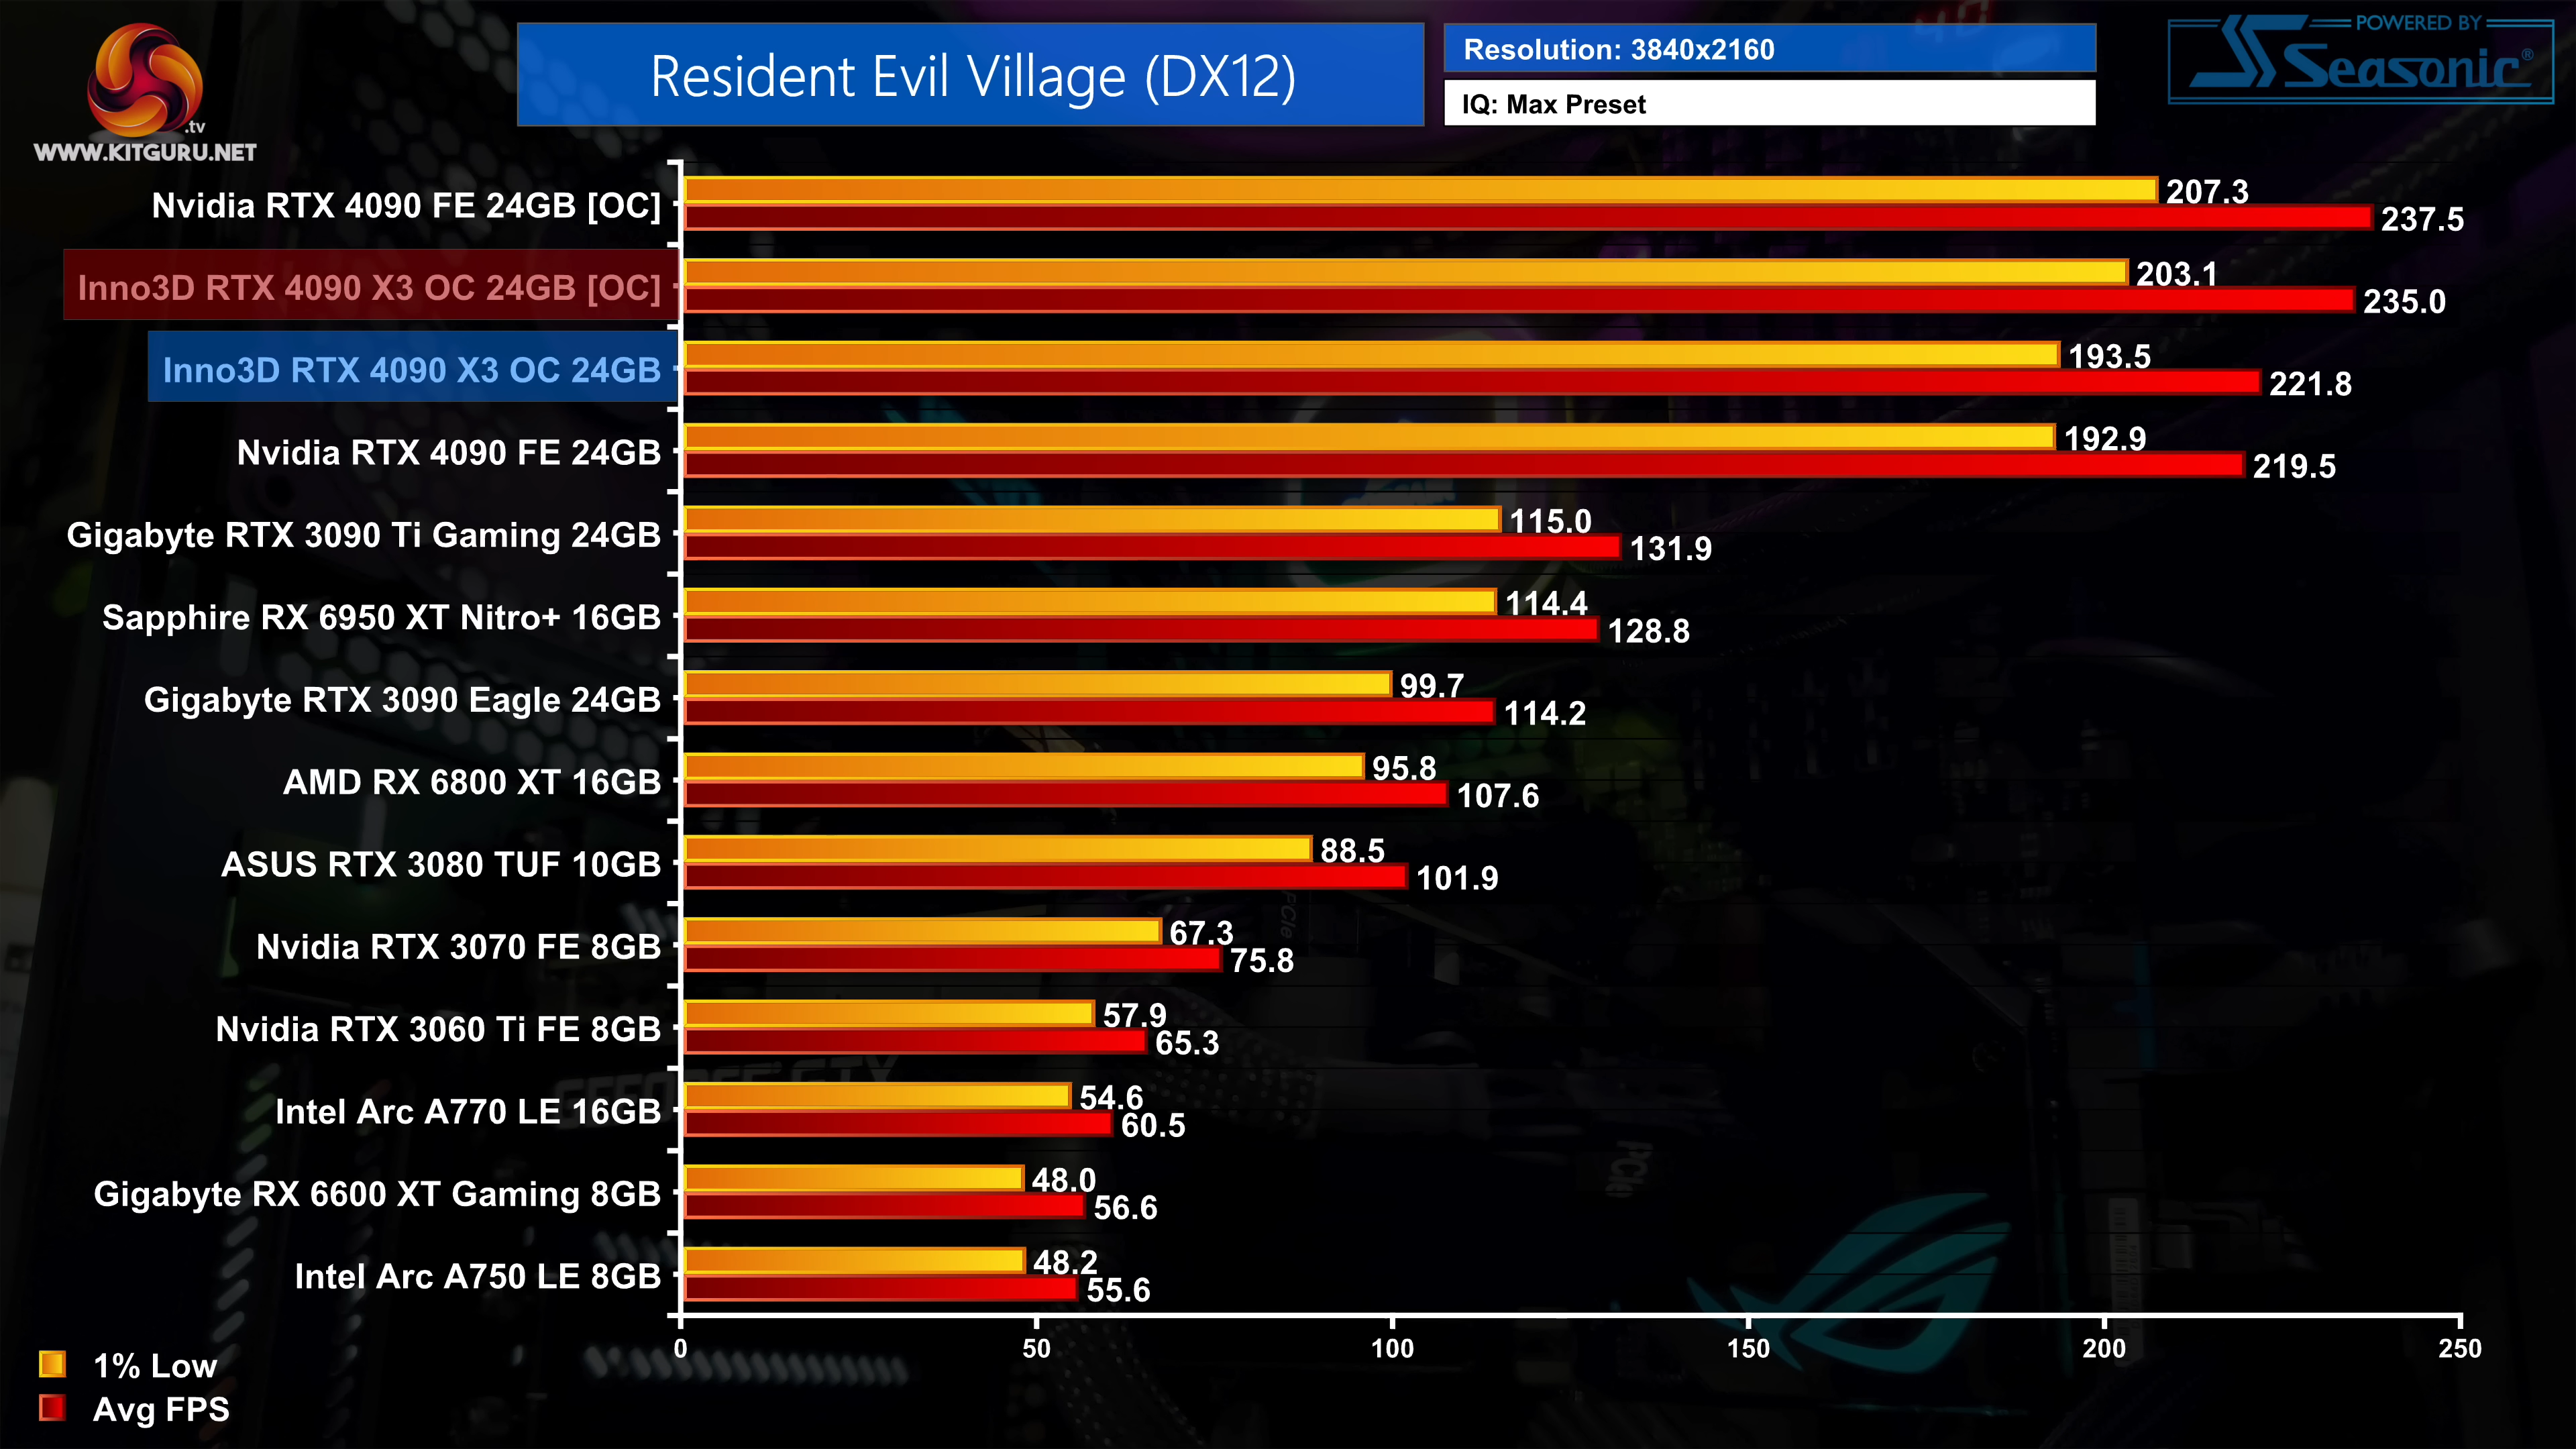 .tv
WWW.KITGURU.NET
Resident Evil Village (DX12)
Resolution: 3840x2160
IQ: Max Preset
POWERED BY
Seasonic®
Nvidia RTX 4090 FE 24GB [OC]
207.3
237.5
Inno3D RTX 4090 X3 OC 24GB [OC]
203.1
235.0
Inno3D RTX 4090 X3 OC 24GB
193.5
221.8
Nvidia RTX 4090 FE 24GB
192.9
219.5
Gigabyte RTX 3090 Ti Gaming 24GB
115.0
131.9
Sapphire RX 6950 XT Nitro+ 16GB
114.4
128.8
Gigabyte RTX 3090 Eagle 24GB
99.7
114.2
AMD RX 6800 XT 16GB
95.8
107.6
ASUS RTX 3080 TUF 10GB
88.5
101.9
Nvidia RTX 3070 FE 8GB
67.3
75.8
Nvidia RTX 3060 Ti FE 8GB
57.9
65.3
Intel Arc A770 LE 16GB
54.6
60.5
Gigabyte RX 6600 XT Gaming 8GB
48.0
56.6
Intel Arc A750 LE 8GB
48.2
55.6
0 50 100 150 200 250
1% Low
Avg FPS
GEFORCE GTX
PCIe
PCIe